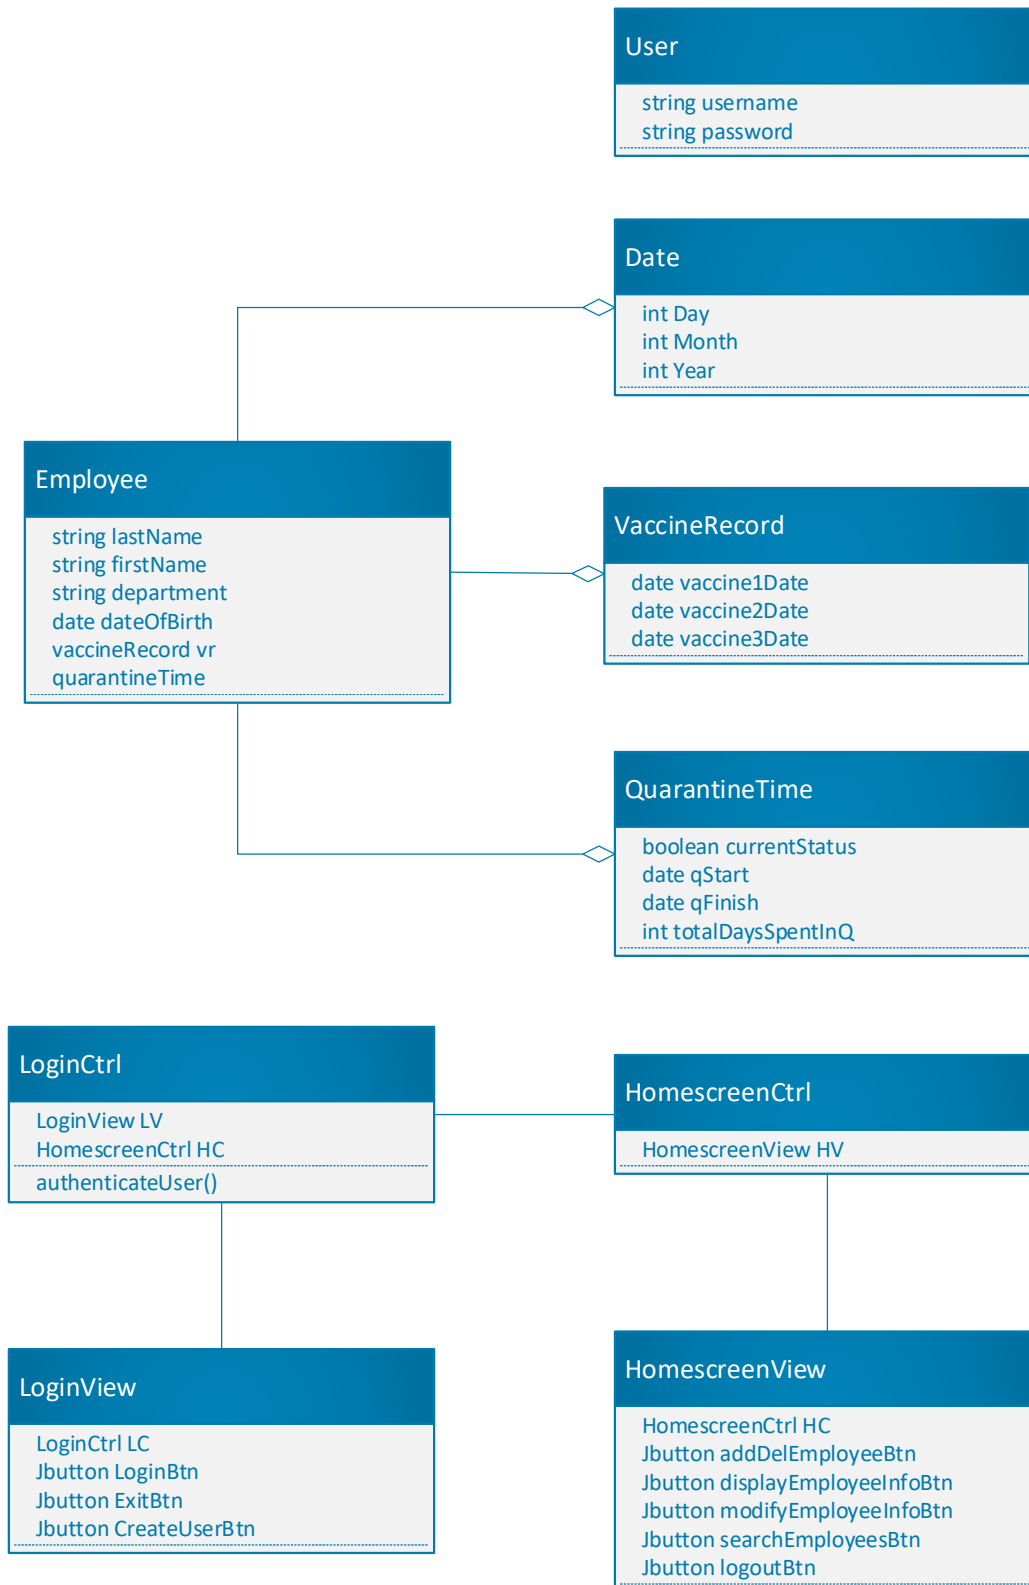 User
string username
string password
Date
int Day
int Month
int Year
Employee
string lastName
string firstName
string department
date dateOfBirth
vaccineRecord vr
quarantineTime
VaccineRecord
date vaccine1Date
date vaccine2Date
date vaccine3Date
QuarantineTime
boolean currentStatus
date qStart
date qFinish
int totalDaysSpentInQ
LoginCtrl
LoginView LV
HomescreenCtrl HC
authenticateUser()
HomescreenCtrl
HomescreenView HV
LoginView
LoginCtrl LC
Jbutton LoginBtn
Jbutton ExitBtn
Jbutton CreateUserBtn
HomescreenView
HomescreenCtrl HC
Jbutton addDelEmployeeBtn
Jbutton displayEmployeeInfoBtn
Jbutton modifyEmployeeInfoBtn
Jbutton searchEmployeesBtn
Jbutton logoutBtn